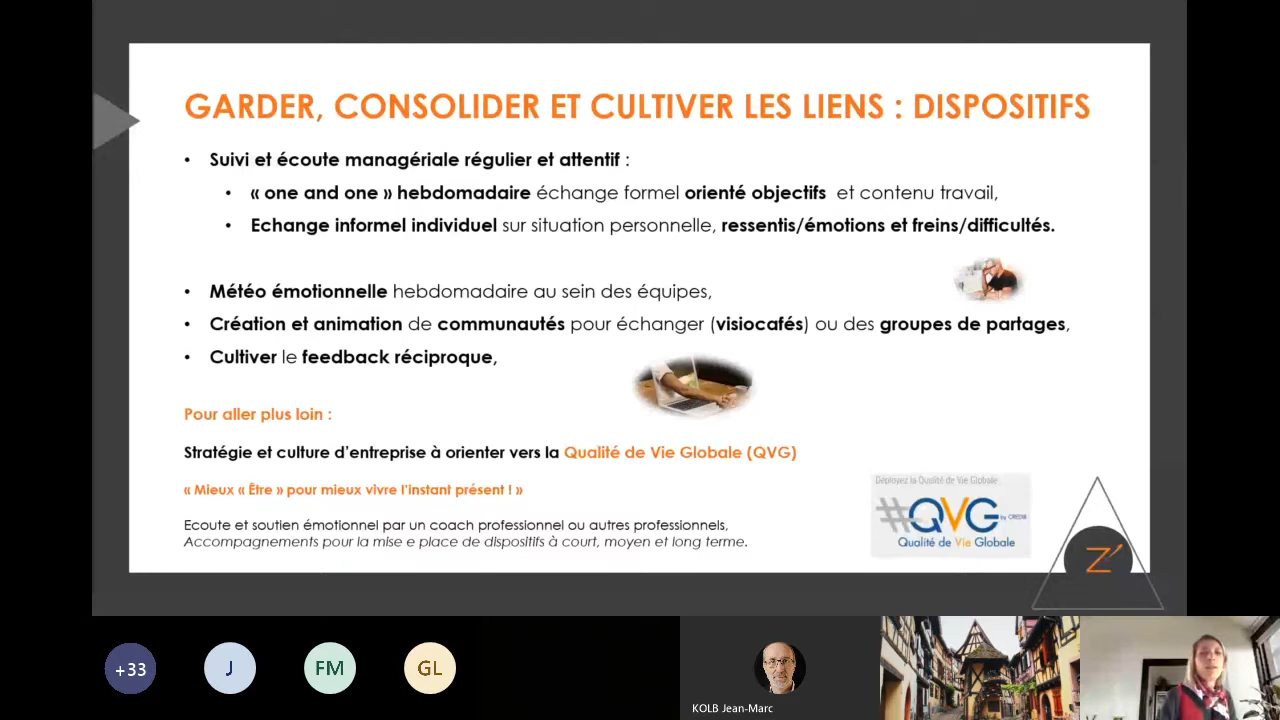 GARDER, CONSOLIDER ET CULTIVER LES LIENS : DISPOSITIFS
• Suivi et écoute managériale régulier et attentif :
• « one and one » hebdomadaire échange formel orienté objectifs et contenu travail,
• Echange informel individuel sur situation personnelle, ressentis/émotions et freins/difficultés.
• Météo émotionnelle hebdomadaire au sein des équipes,
• Création et animation de communautés pour échanger (visiocafés) ou des groupes de partages,
• Cultiver le feedback réciproque,
Pour aller plus loin :
Stratégie et culture d'entreprise à orienter vers la Qualité de Vie Globale (QVG)
« Mieux « Être » pour mieux vivre l'instant présent ! »
Ecoute et soutien émotionnel par un coach professionnel ou autres professionnels,
Accompagnements pour la mise e place de dispositifs à court, moyen et long terme.
Déployez la Qualité de Vie Globale
#QVG by CREDIR
Qualité de Vie Globale
Z
+33
J
FM
GL
KOLB Jean-Marc